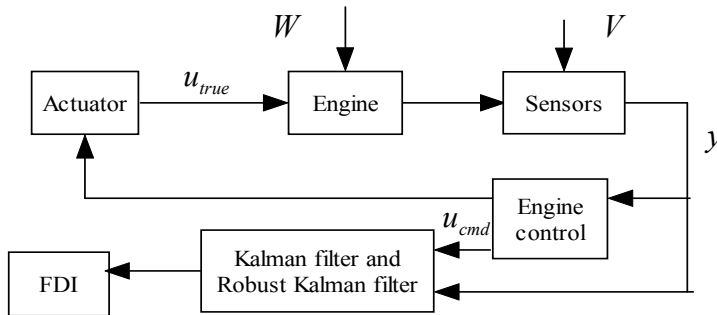 W
V
u_true
Actuator
Engine
Sensors
y
Engine
control
u_cmd
Kalman filter and
Robust Kalman filter
FDI